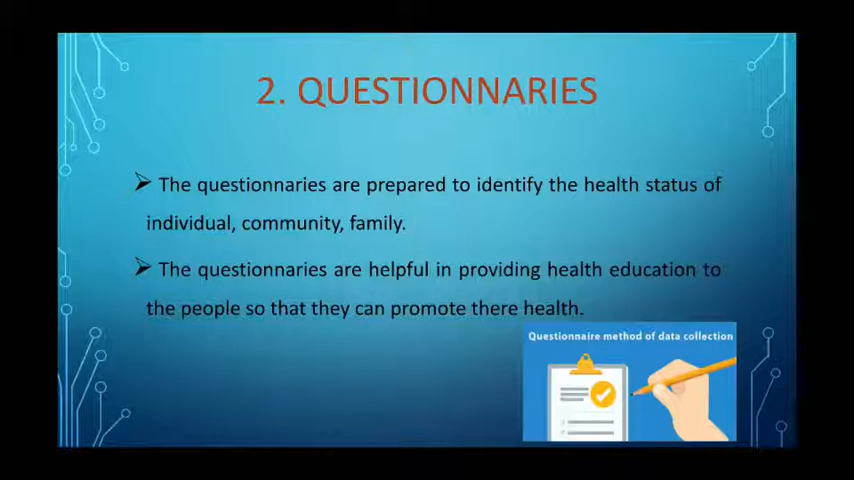 2. QUESTIONNARIES
The questionnaries are prepared to identify the health status of
individual, community, family.
The questionnaries are helpful in providing health education to
the people so that they can promote there health.
Questionnaire method of data collection